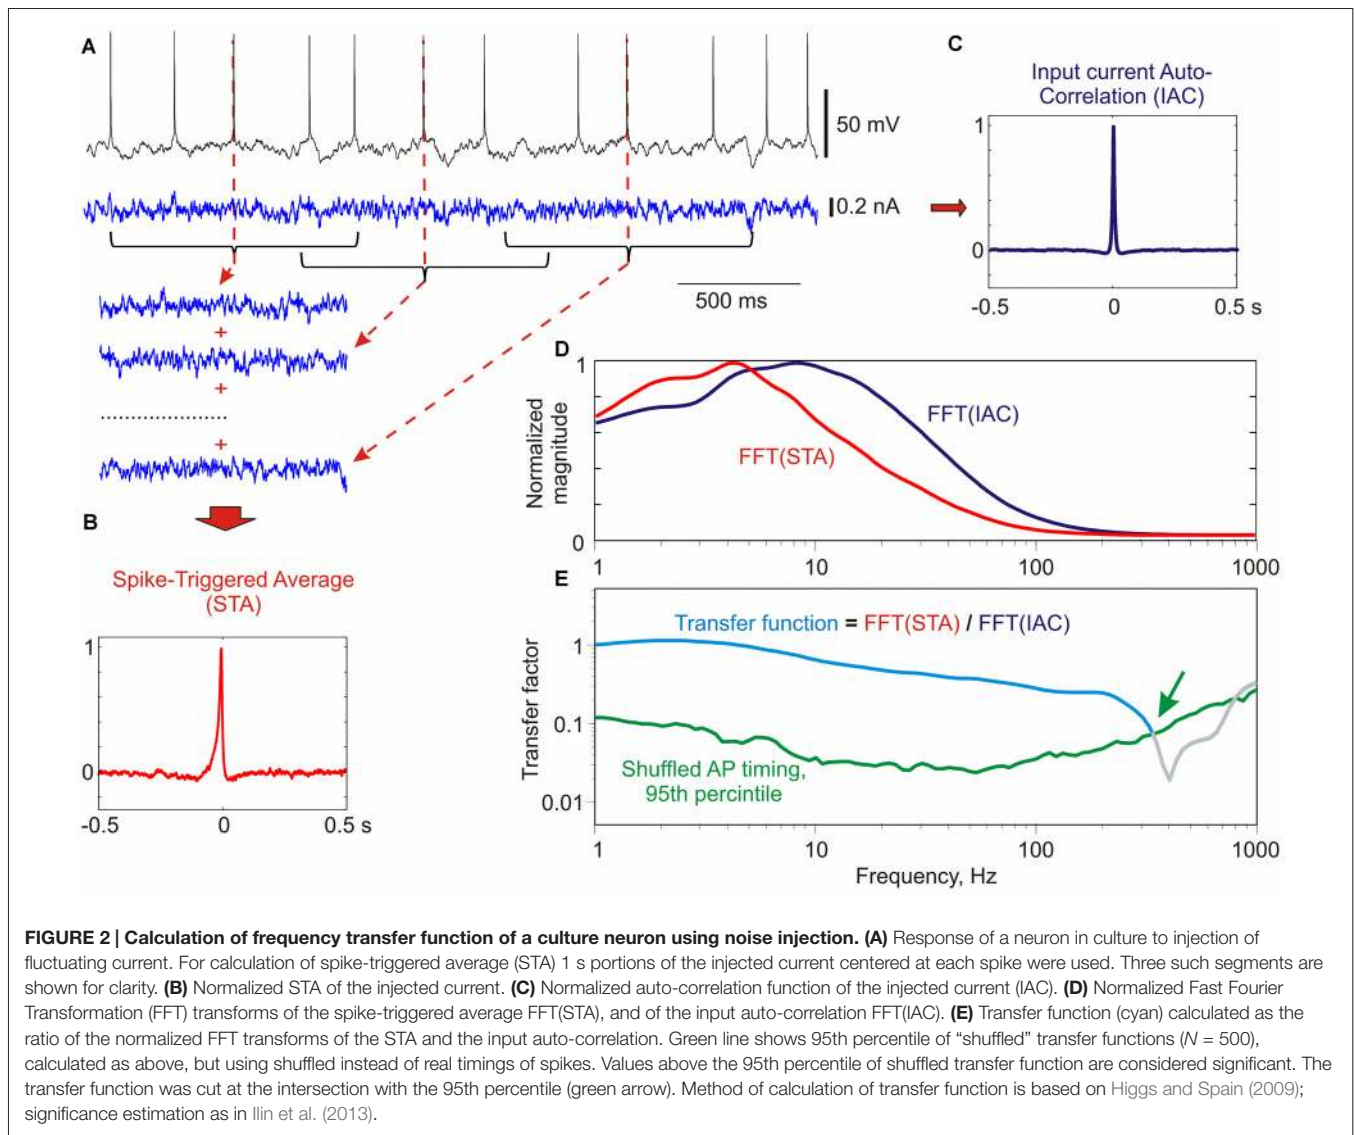 A
50 mV
0.2 nA
500 ms
+
+
+
C
Input current Auto-
Correlation (IAC)
1
0
-0.5
0
0.5 s
B
Spike-Triggered Average
(STA)
1
0
-0.5
0
0.5 s
D
Normalized
magnitude
1
0
FFT(IAC)
FFT(STA)
1
10
100
1000
E
Transfer function = FFT(STA) / FFT(IAC)
Transfer factor
1
0.1
0.01
Shuffled AP timing,
95th percentile
1
10
100
1000
Frequency, Hz
FIGURE 2 | Calculation of frequency transfer function of a culture neuron using noise injection. (A) Response of a neuron in culture to injection of
fluctuating current. For calculation of spike-triggered average (STA) 1 s portions of the injected current centered at each spike were used. Three such segments are
shown for clarity. (B) Normalized STA of the injected current. (C) Normalized auto-correlation function of the injected current (IAC). (D) Normalized Fast Fourier
Transformation (FFT) transforms of the spike-triggered average FFT(STA), and of the input auto-correlation FFT(IAC). (E) Transfer function (cyan) calculated as the
ratio of the normalized FFT transforms of the STA and the input auto-correlation. Green line shows 95th percentile of “shuffled” transfer functions (N = 500),
calculated as above, but using shuffled instead of real timings of spikes. Values above the 95th percentile of shuffled transfer function are considered significant. The
transfer function was cut at the intersection with the 95th percentile (green arrow). Method of calculation of transfer function is based on Higgs and Spain (2009);
significance estimation as in Ilin et al. (2013).